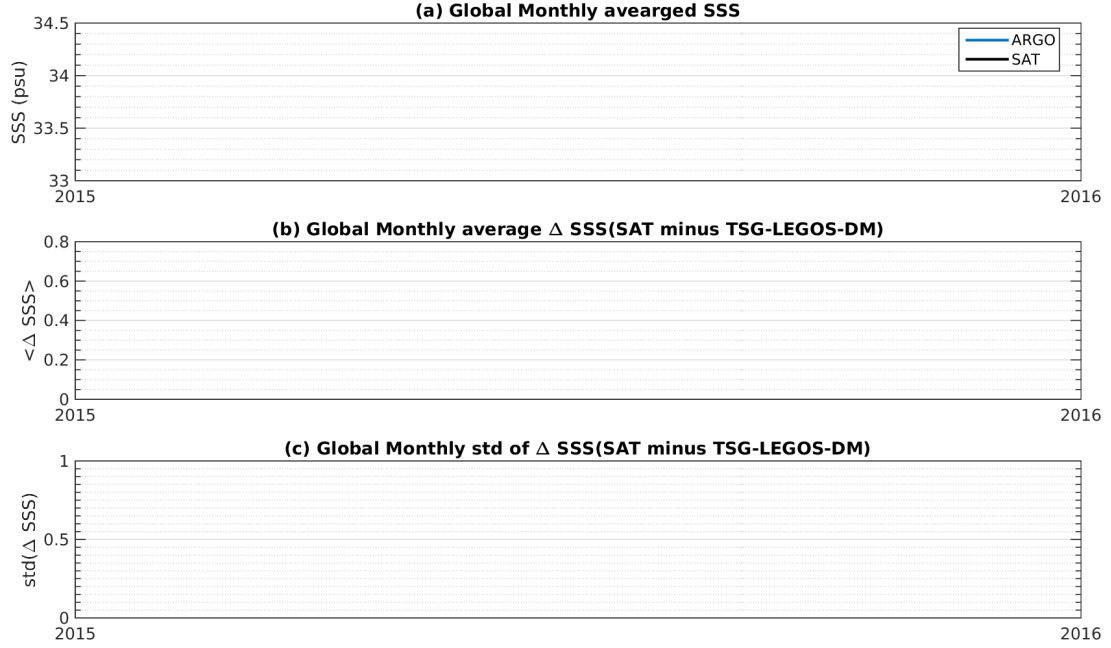 (a) Global Monthly avearged SSS
34.5
34
33.5
33
SSS (psu)
ARGO
SAT
2015
2016
(b) Global Monthly average Δ SSS(SAT minus TSG-LEGOS-DM)
0.8
0.6
0.4
0.2
0
<Δ SSS>
2015
2016
(c) Global Monthly std of Δ SSS(SAT minus TSG-LEGOS-DM)
1
0.5
0
std(Δ SSS)
2015
2016